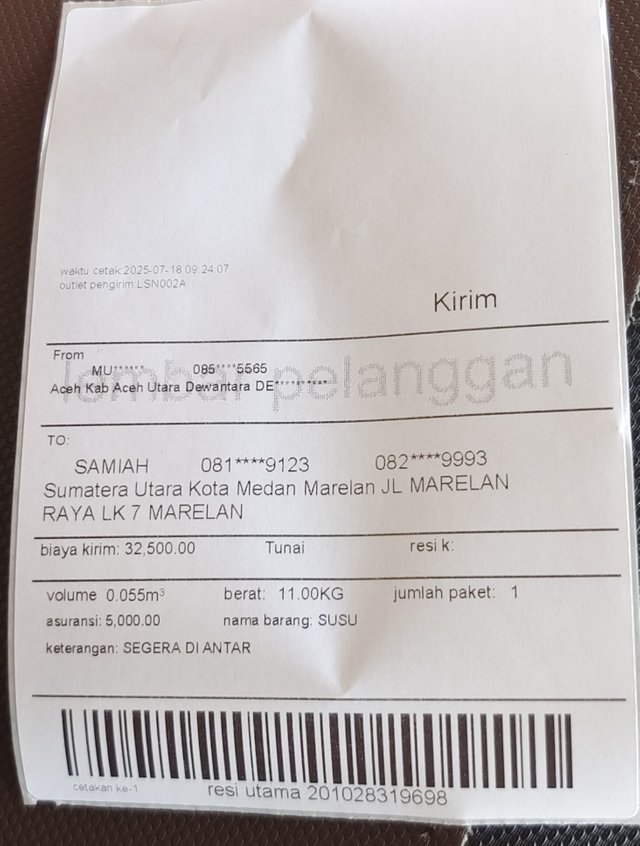 waktu cetak:2025-07-18 09:24:07
outlet pengirim:LSN002A
Kirim
From
MU****** 085****5565
lembar pelanggan
Aceh Kab Aceh Utara Dewantara DE**********
TO:
SAMIAH 081****9123 082****9993
Sumatera Utara Kota Medan Marelan JL MARELAN
RAYA LK 7 MARELAN
biaya kirim: 32,500.00 Tunai resi k:
volume 0.055m³ berat: 11.00KG jumlah paket: 1
asuransi: 5,000.00 nama barang: SUSU
keterangan: SEGERA DI ANTAR
cetakan ke-1
resi utama 201028319698